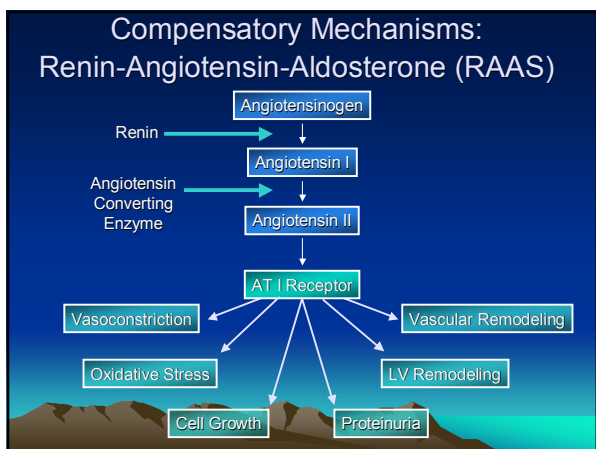 Compensatory Mechanisms:
Renin-Angiotensin-Aldosterone (RAAS)
Angiotensinogen
Renin
Angiotensin I
Angiotensin
Converting
Enzyme
Angiotensin II
AT I Receptor
Vasoconstriction
Vascular Remodeling
Oxidative Stress
LV Remodeling
Cell Growth
Proteinuria